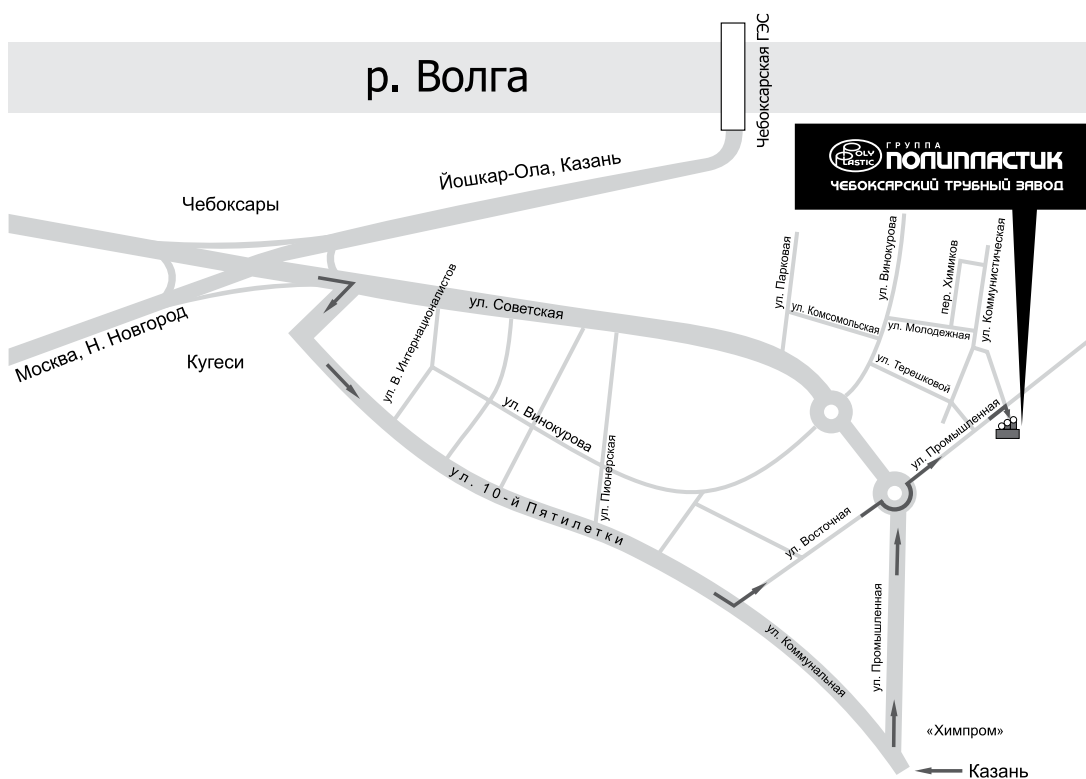 р. Волга
Чебоксарская ГЭС
POLY
PLASTIC
ГРУППА
ПОЛИПЛАСТИК
ЧЕБОКСАРСКИЙ ТРУБНЫЙ ЗАВОД
Йошкар-Ола, Казань
Чебоксары
Москва, Н. Новгород
Кугеси
ул. Советская
ул. В. Интернационалистов
ул. Винокурова
ул. Пионерская
ул. 10-й Пятилетки
ул. Парковая
ул. Комсомольская
ул. Винокурова
пер. Химиков
ул. Коммунистическая
ул. Молодежная
ул. Терешковой
ул. Промышленная
ул. Восточная
ул. Коммунальная
ул. Промышленная
«Химпром»
Казань